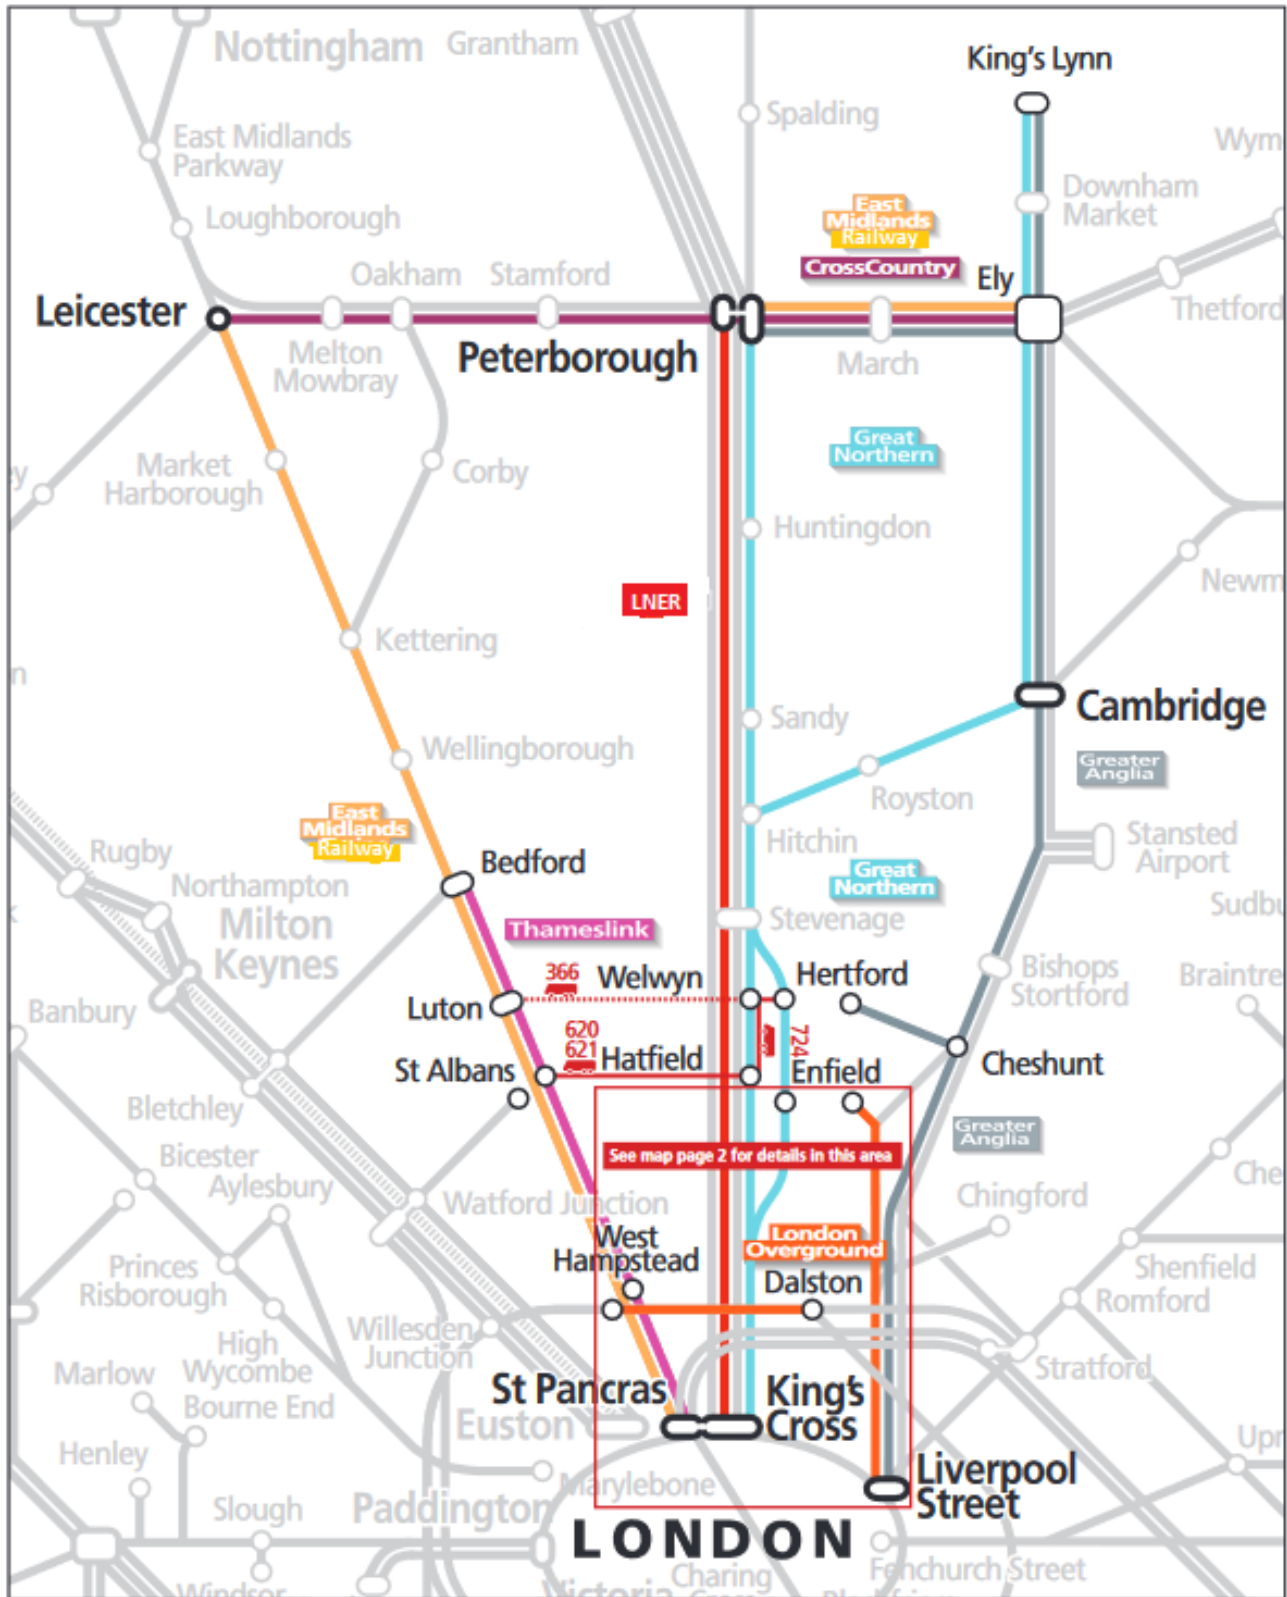 Nottingham
Grantham
King's Lynn
Spalding
East Midlands
Parkway
Wym
Downham
Market
Loughborough
East
Midlands
Railway
CrossCountry
Oakham
Stamford
Ely
Leicester
Thetford
Melton
Mowbray
Peterborough
March
Great
Northern
Market
Harborough
Corby
ey
Huntingdon
Newm
LNER
Kettering
n
Sandy
Cambridge
Wellingborough
Greater
Anglia
Royston
East
Midlands
Railway
Hitchin
Stansted
Airport
Rugby
Bedford
Great
Northern
Northampton
Milton
Keynes
Thameslink
Stevenage
Sudbu
366
Welwyn
Hertford
Bishops
Stortford
Braintre
Banbury
Luton
620
621
Hatfield
724
St Albans
Enfield
Cheshunt
Bletchley
Greater
Anglia
See map page 2 for details in this area
Bicester
Aylesbury
Watford Junction
Chingford
Che
West
Hampstead
London
Overground
Princes
Risborough
Dalston
Shenfield
Romford
High
Wycombe
Willesden
Junction
Stratford
Marlow
Bourne End
St Pancras
King's
Cross
Euston
Henley
Upr
Marylebone
Liverpool
Street
Slough
Paddington
LONDON
Fenchurch Street
Windsor
Victoria
Charing